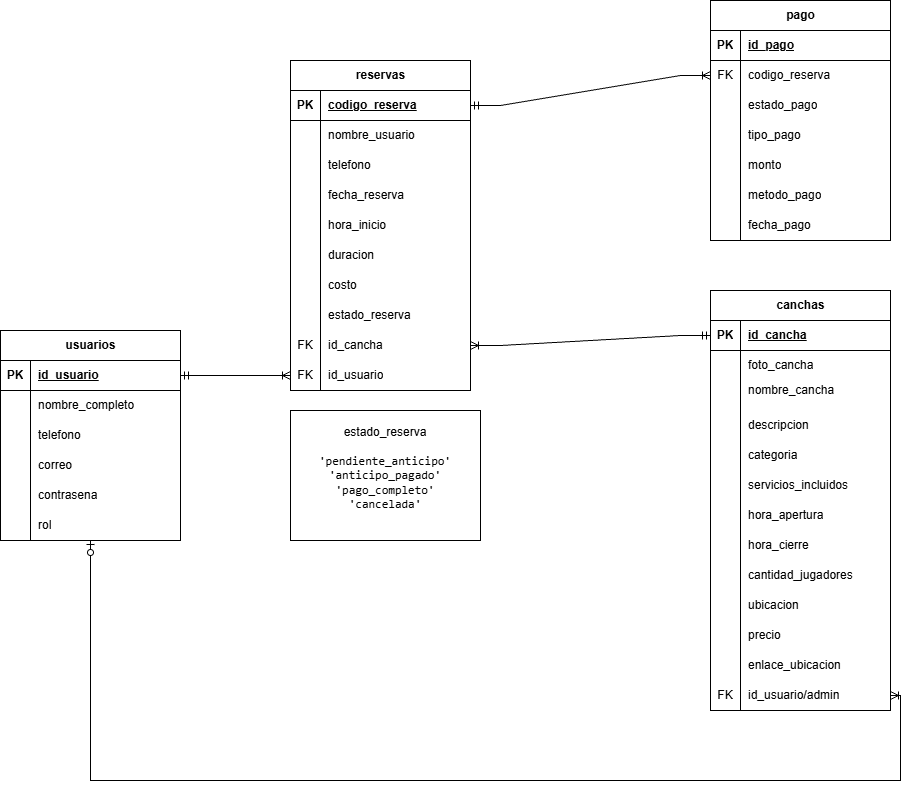 pago
PK id_pago
FK codigo_reserva
estado_pago
tipo_pago
monto
metodo_pago
fecha_pago
reservas
PK codigo_reserva
nombre_usuario
telefono
fecha_reserva
hora_inicio
duracion
costo
estado_reserva
FK id_cancha
FK id_usuario
canchas
PK id_cancha
foto_cancha
nombre_cancha
descripcion
categoria
servicios_incluidos
hora_apertura
hora_cierre
cantidad_jugadores
ubicacion
precio
enlace_ubicacion
FK id_usuario/admin
usuarios
PK id_usuario
nombre_completo
telefono
correo
contrasena
rol
estado_reserva
'pendiente_anticipo'
'anticipo_pagado'
'pago_completo'
'cancelada'